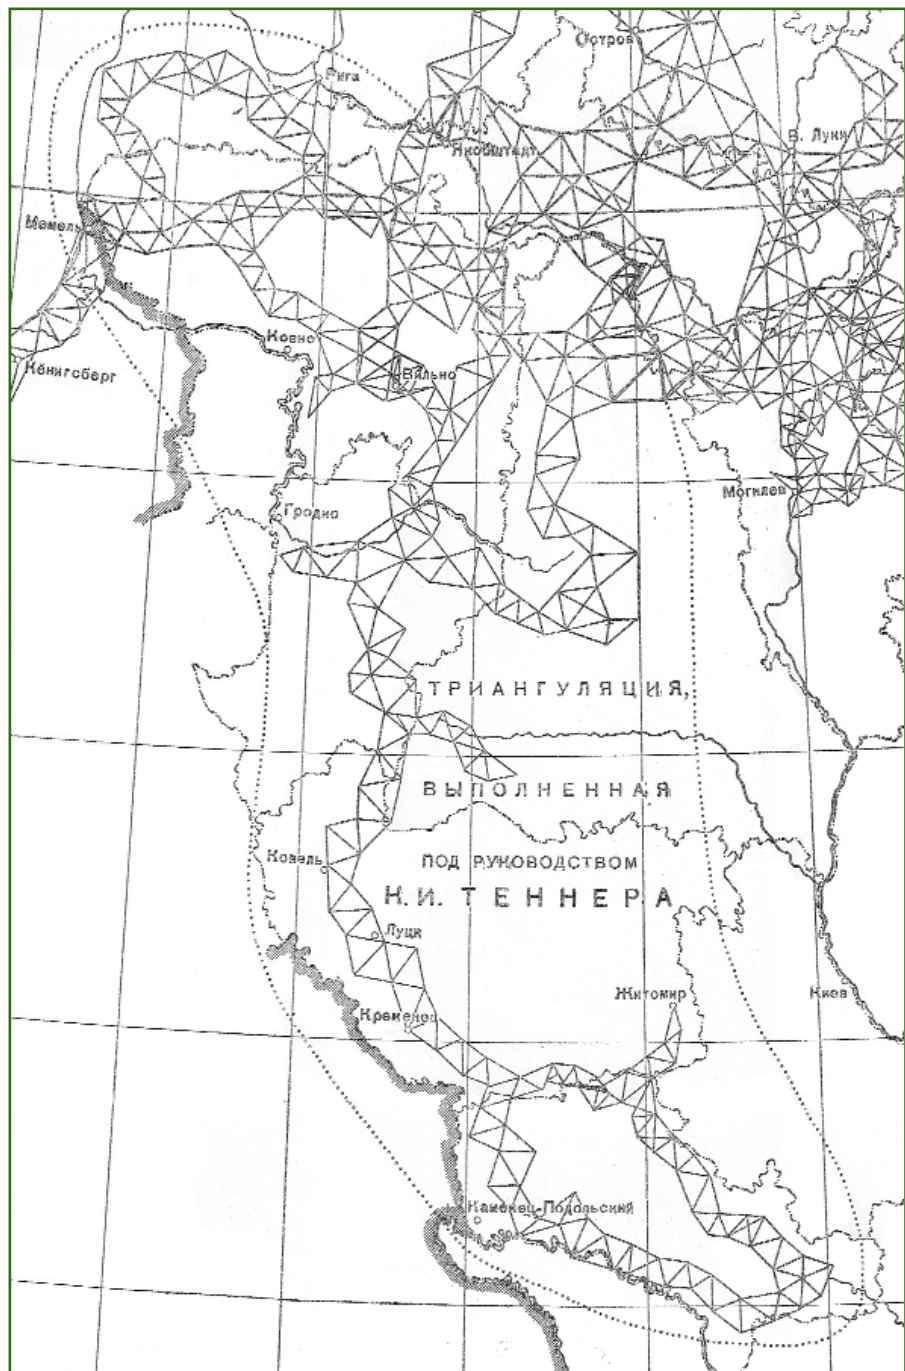 Остров
Рига
Якобштадт
В. Луки
Мемель
Ковно
Кёнигсберг
Вильно
Могилев
Гродно
ТРИАНГУЛЯЦИЯ,
ВЫПОЛНЕННАЯ
ПОД РУКОВОДСТВОМ
К.И. ТЕННЕРА
Ковель
Луцк
Житомир
Киев
Кременец
Каменец-Подольский